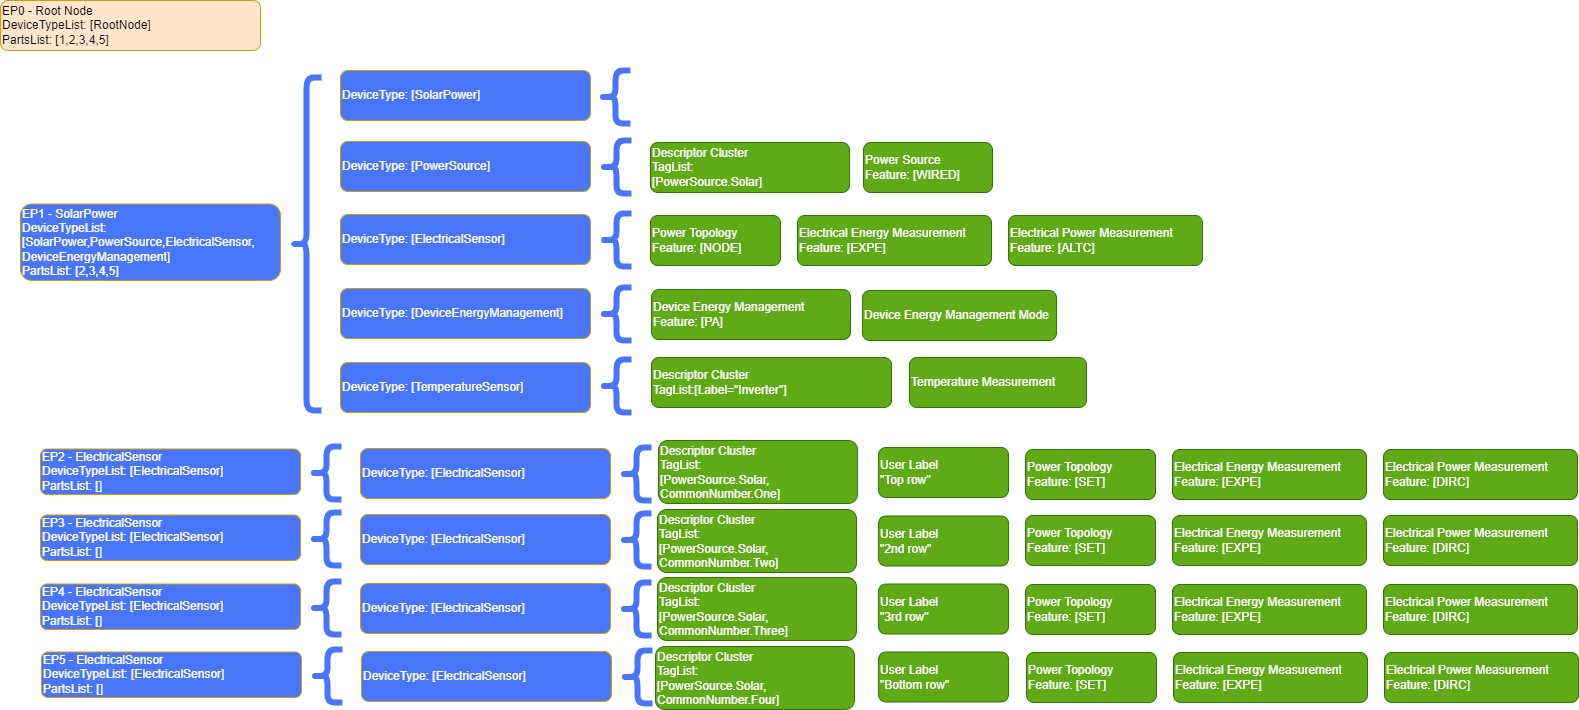 EP0 - Root Node
DeviceTypeList: [RootNode]
PartsList: [1,2,3,4,5]
EP1 - SolarPower
DeviceTypeList:
[SolarPower,PowerSource,ElectricalSensor,
DeviceEnergyManagement]
PartsList: [2,3,4,5]
DeviceType: [SolarPower]
DeviceType: [PowerSource]
Descriptor Cluster
TagList:
[PowerSource.Solar]
Power Source
Feature: [WIRED]
DeviceType: [ElectricalSensor]
Power Topology
Feature: [NODE]
Electrical Energy Measurement
Feature: [EXPE]
Electrical Power Measurement
Feature: [ALTC]
DeviceType: [DeviceEnergyManagement]
Device Energy Management
Feature: [PA]
Device Energy Management Mode
DeviceType: [TemperatureSensor]
Descriptor Cluster
TagList:[Label="Inverter"]
Temperature Measurement
EP2 - ElectricalSensor
DeviceTypeList: [ElectricalSensor]
PartsList: []
DeviceType: [ElectricalSensor]
Descriptor Cluster
TagList:
[PowerSource.Solar,
CommonNumber.One]
User Label
"Top row"
Power Topology
Feature: [SET]
Electrical Energy Measurement
Feature: [EXPE]
Electrical Power Measurement
Feature: [DIRC]
EP3 - ElectricalSensor
DeviceTypeList: [ElectricalSensor]
PartsList: []
DeviceType: [ElectricalSensor]
Descriptor Cluster
TagList:
[PowerSource.Solar,
CommonNumber.Two]
User Label
"2nd row"
Power Topology
Feature: [SET]
Electrical Energy Measurement
Feature: [EXPE]
Electrical Power Measurement
Feature: [DIRC]
EP4 - ElectricalSensor
DeviceTypeList: [ElectricalSensor]
PartsList: []
DeviceType: [ElectricalSensor]
Descriptor Cluster
TagList:
[PowerSource.Solar,
CommonNumber.Three]
User Label
"3rd row"
Power Topology
Feature: [SET]
Electrical Energy Measurement
Feature: [EXPE]
Electrical Power Measurement
Feature: [DIRC]
EP5 - ElectricalSensor
DeviceTypeList: [ElectricalSensor]
PartsList: []
DeviceType: [ElectricalSensor]
Descriptor Cluster
TagList:
[PowerSource.Solar,
CommonNumber.Four]
User Label
"Bottom row"
Power Topology
Feature: [SET]
Electrical Energy Measurement
Feature: [EXPE]
Electrical Power Measurement
Feature: [DIRC]